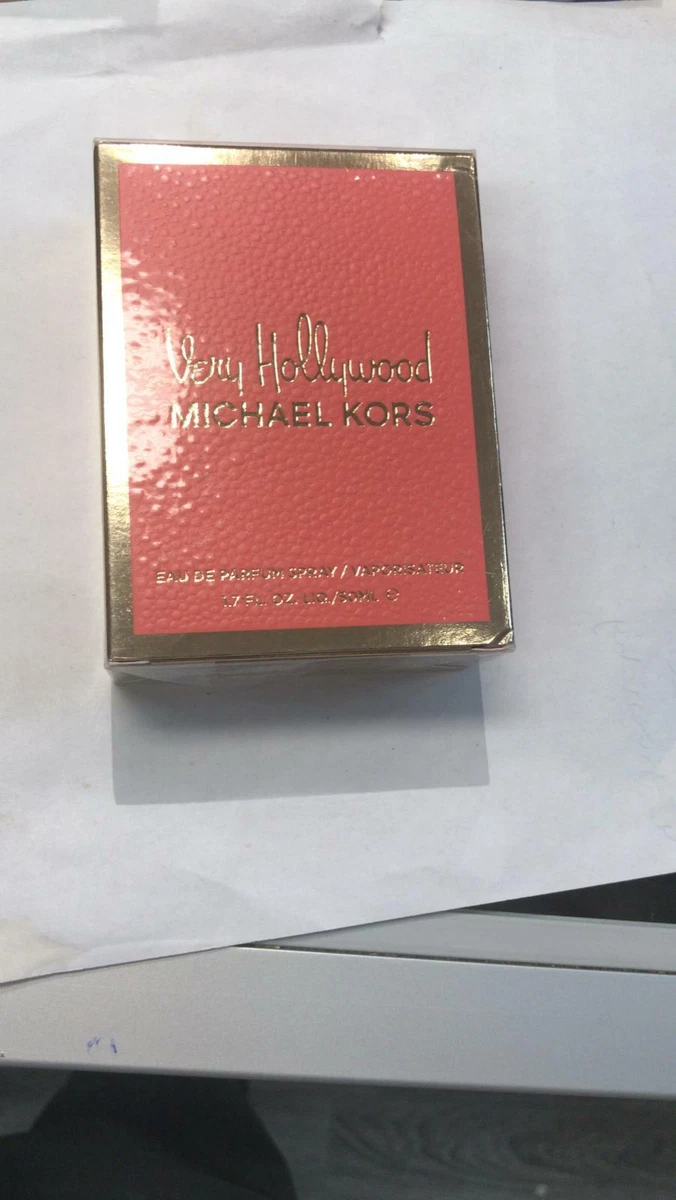 Very Hollywood
MICHAEL KORS
EAU DE PARFUM SPRAY / VAPORISATEUR
1.7 FL. OZ. LIQ./50ML ℮